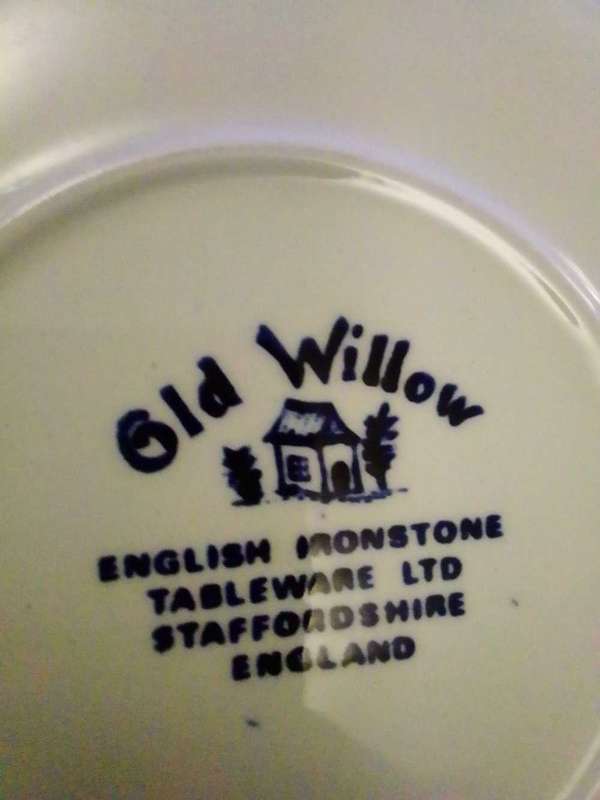 Old Willow
ENGLISH IRONSTONE
TABLEWARE LTD
STAFFORDSHIRE
ENGLAND